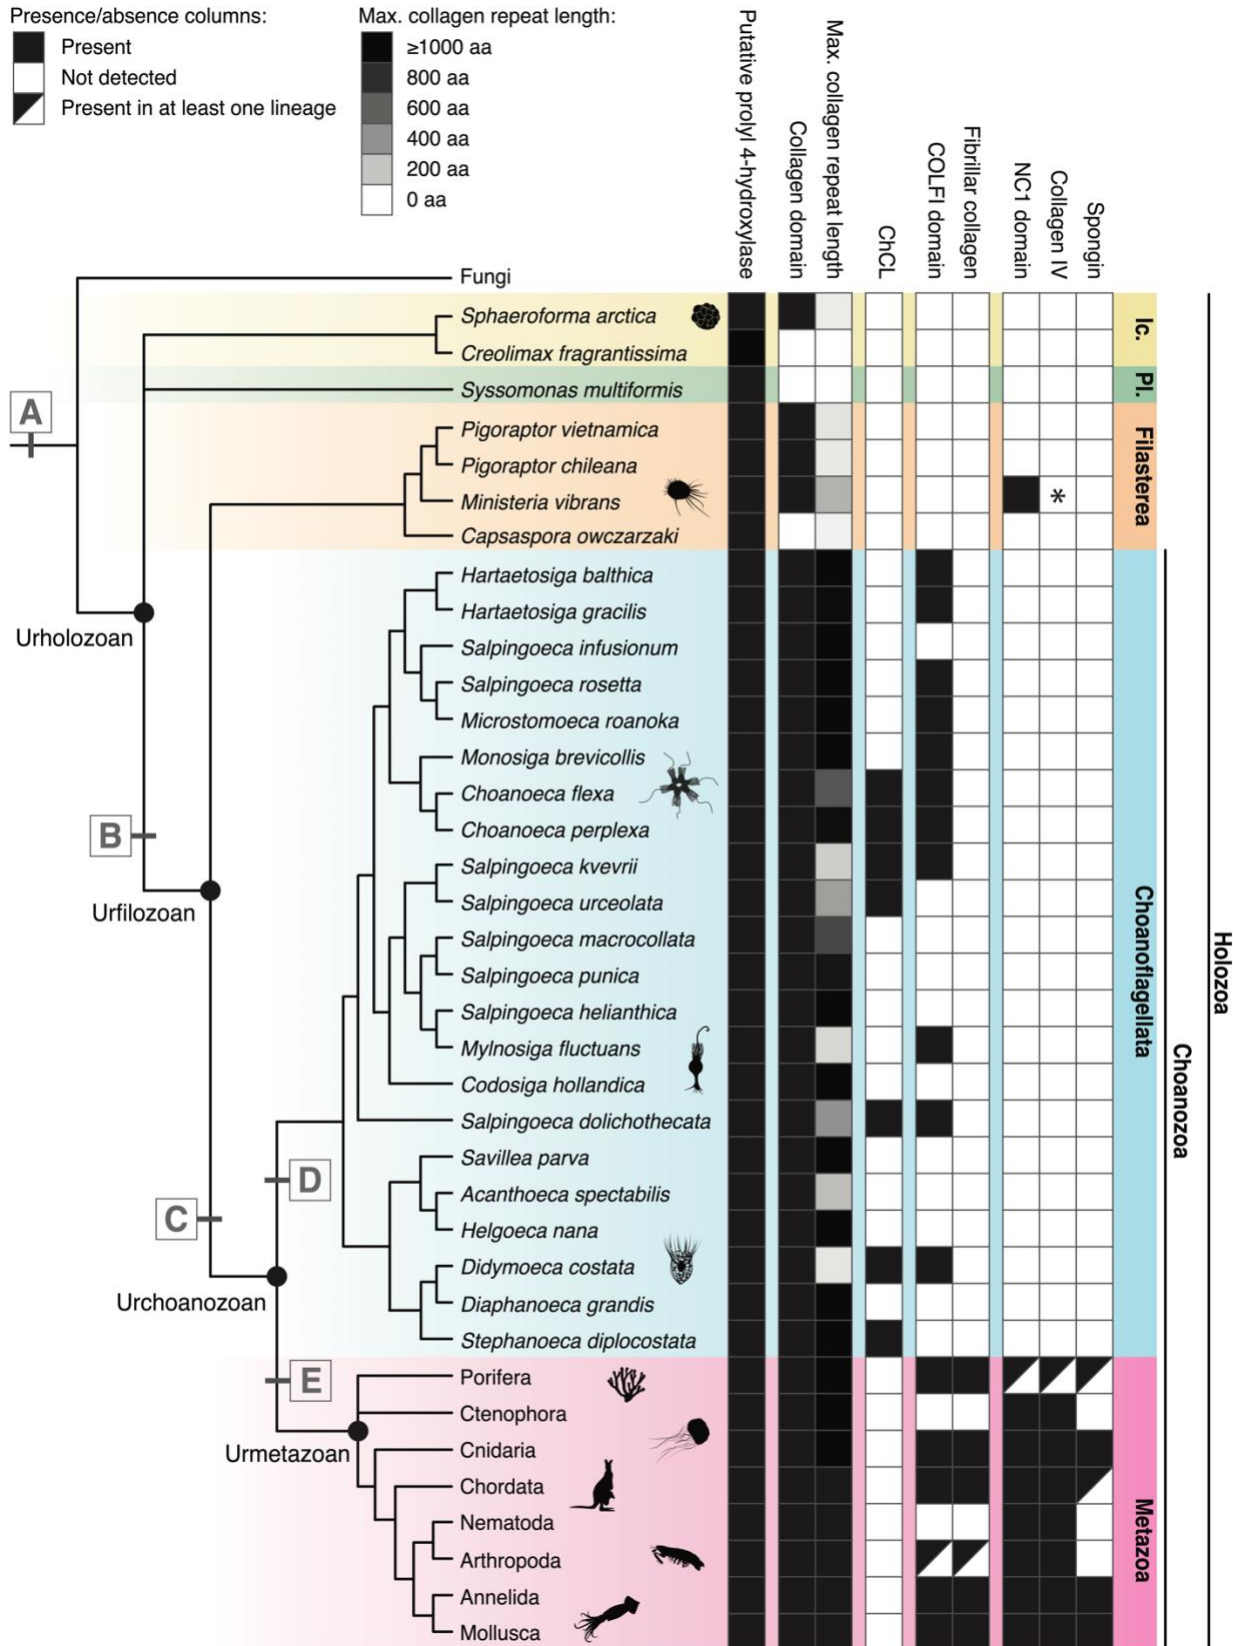 Presence/absence columns:
Present
Not detected
Present in at least one lineage
Max. collagen repeat length:
≥1000 aa
800 aa
600 aa
400 aa
200 aa
0 aa
Putative prolyl 4-hydroxylase
Collagen domain
Max. collagen repeat length
ChCL
COLFI domain
Fibrillar collagen
NC1 domain
Collagen IV
Spongin
Fungi
Sphaeroforma arctica
Creolimax fragrantissima
Syssomonas multiformis
Pigoraptor vietnamica
Pigoraptor chileana
Ministeria vibrans
*
Capsaspora owczarzaki
Hartaetosiga balthica
Hartaetosiga gracilis
Salpingoeca infusionum
Salpingoeca rosetta
Microstomoeca roanoka
Monosiga brevicollis
Choanoeca flexa
Choanoeca perplexa
Salpingoeca kvevrii
Salpingoeca urceolata
Salpingoeca macrocollata
Salpingoeca punica
Salpingoeca helianthica
Mylnosiga fluctuans
Codosiga hollandica
Salpingoeca dolichothecata
Savillea parva
Acanthoeca spectabilis
Helgoeca nana
Didymoeca costata
Diaphanoeca grandis
Stephanoeca diplocostata
Porifera
Ctenophora
Cnidaria
Chordata
Nematoda
Arthropoda
Annelida
Mollusca
A
Urholozoan
B
Urfilozoan
C
D
Urchoanozoan
E
Urmetazoan
Ic.
Pl.
Filasterea
Choanoflagellata
Metazoa
Choanozoa
Holozoa